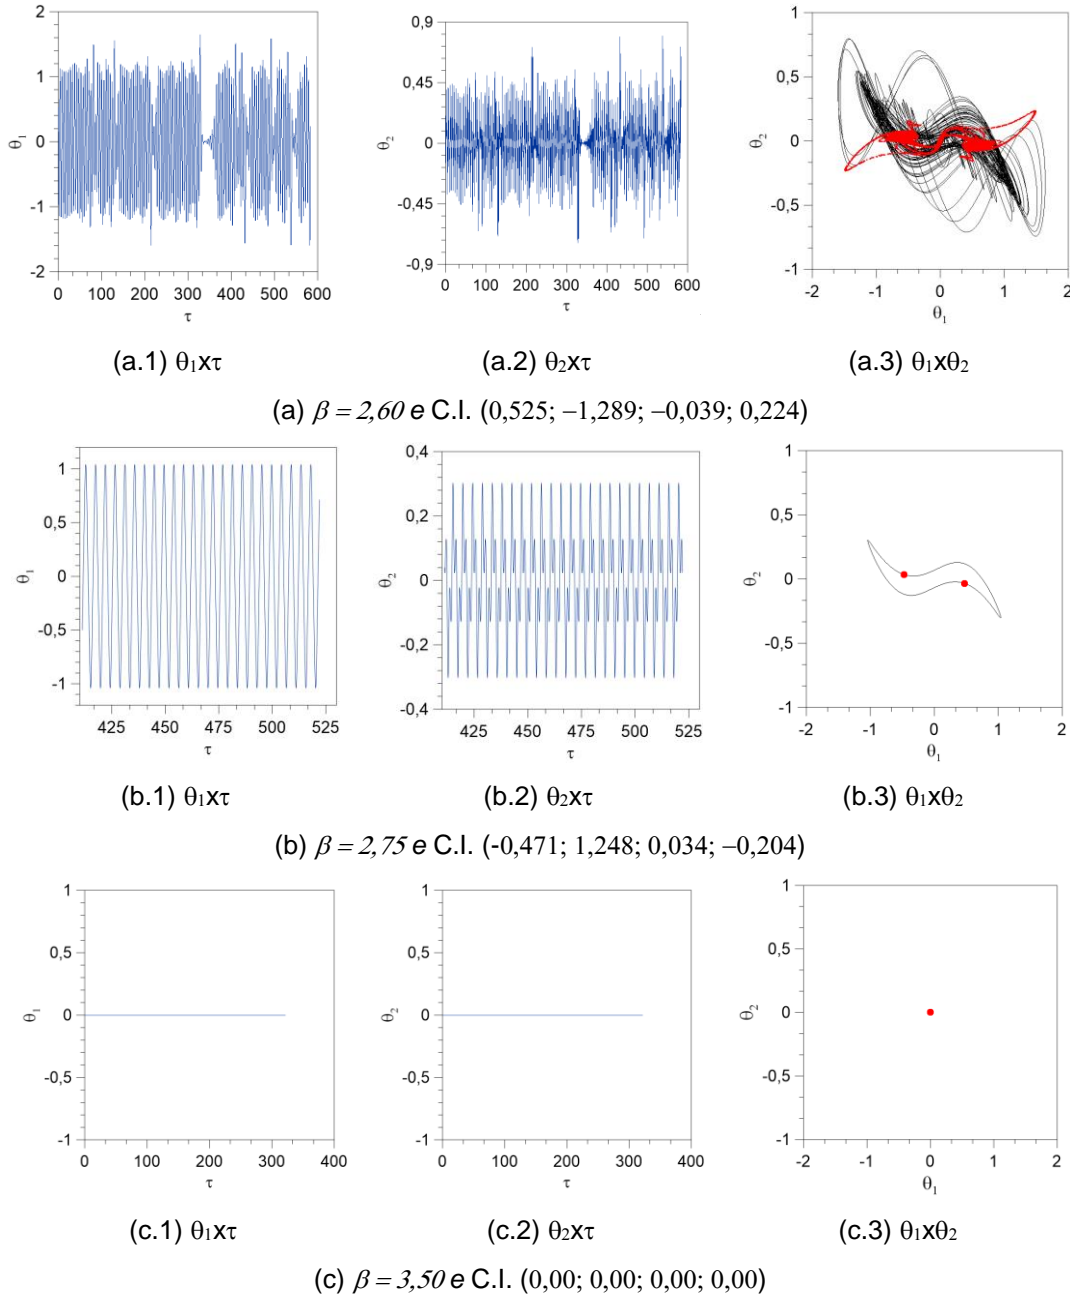 2
1
0
-1
-2
θ1
0 100 200 300 400 500 600
τ
0,9
0,45
0
-0,45
-0,9
θ2
0 100 200 300 400 500 600
τ
1
0,5
0
-0,5
-1
θ2
-2 -1 0 1 2
θ1
(a.1) θ1xτ
(a.2) θ2xτ
(a.3) θ1xθ2
(a) β = 2,60 e C.I. (0,525; −1,289; −0,039; 0,224)
1
0,5
0
-0,5
-1
θ1
425 450 475 500 525
τ
0,4
0,2
0
-0,2
-0,4
θ2
425 450 475 500 525
τ
1
0,5
0
-0,5
-1
θ2
-2 -1 0 1 2
θ1
(b.1) θ1xτ
(b.2) θ2xτ
(b.3) θ1xθ2
(b) β = 2,75 e C.I. (-0,471; 1,248; 0,034; −0,204)
1
0,5
0
-0,5
-1
θ1
0 100 200 300 400
τ
1
0,5
0
-0,5
-1
θ2
0 100 200 300 400
τ
1
0,5
0
-0,5
-1
θ2
-2 -1 0 1 2
θ1
(c.1) θ1xτ
(c.2) θ2xτ
(c.3) θ1xθ2
(c) β = 3,50 e C.I. (0,00; 0,00; 0,00; 0,00)